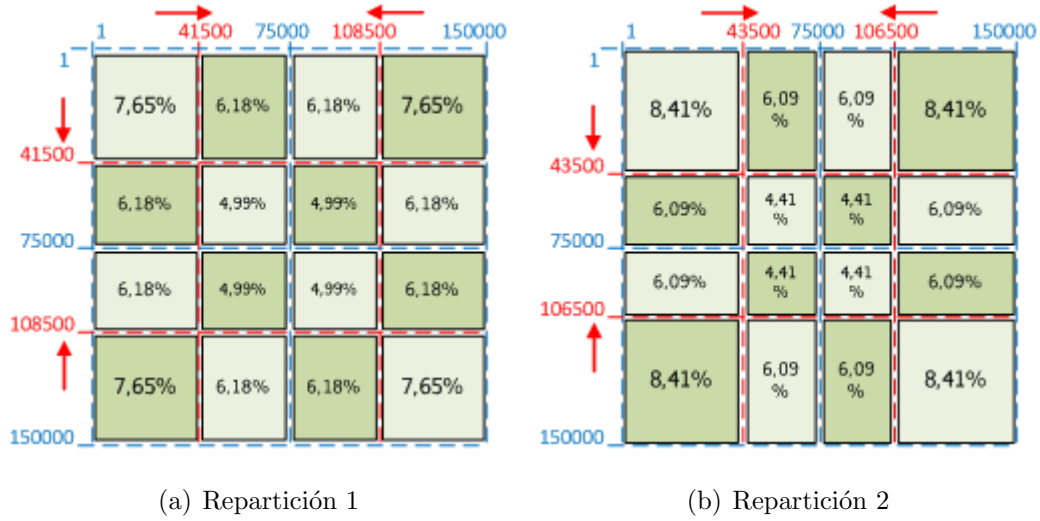 1 41500 75000 108500 150000
1
7,65% 6,18% 6,18% 7,65%
41500
6,18% 4,99% 4,99% 6,18%
75000
6,18% 4,99% 4,99% 6,18%
108500
7,65% 6,18% 6,18% 7,65%
150000
(a) Repartición 1
1 43500 75000 106500 150000
1
8,41% 6,09 % 6,09 % 8,41%
43500
6,09% 4,41 % 4,41 % 6,09%
75000
6,09% 4,41 % 4,41 % 6,09%
106500
8,41% 6,09 % 6,09 % 8,41%
150000
(b) Repartición 2